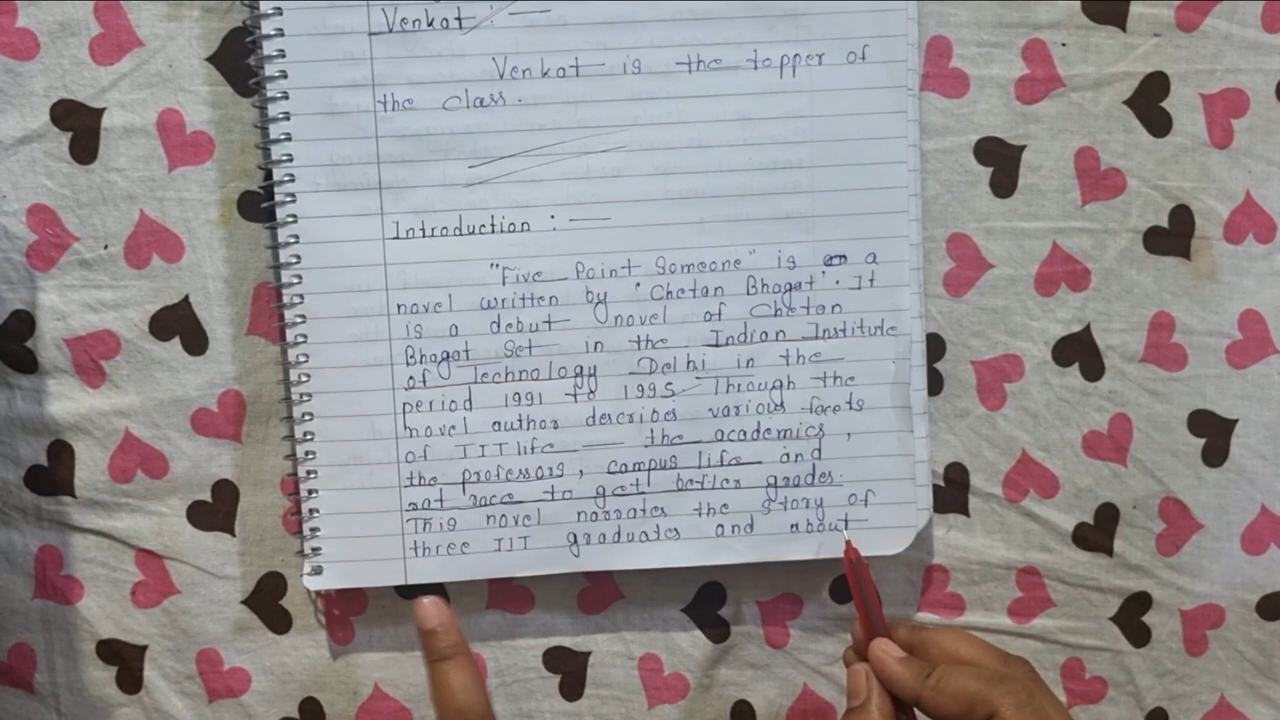 Venkat : —
Venkat is the topper of
the class.
Introduction : —
"Five Point Someone" is a
novel written by 'Chetan Bhagat'. It
is a debut novel of Chetan
Bhagat Set in the Indian Institute
of Technology Delhi in the
period 1991 to 1995. Through the
novel author describes various facets
of IIT life — the academics,
the professors, campus life and
rat race to get better grades.
This novel narrates the story of
three IIT graduates and about